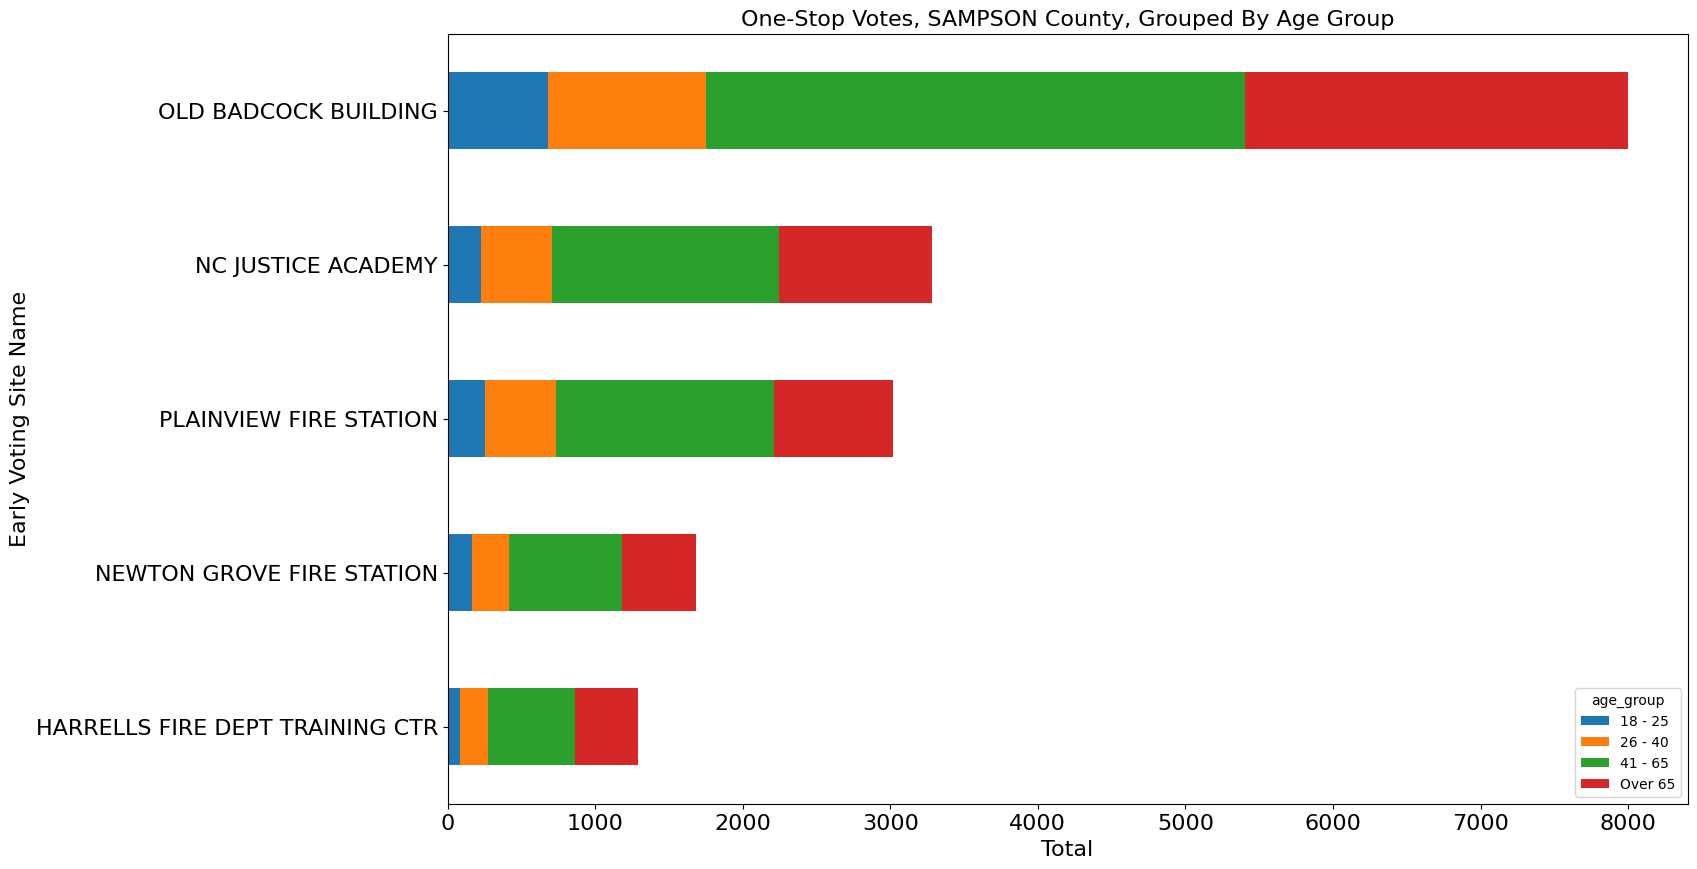 One-Stop Votes, SAMPSON County, Grouped By Age Group
Early Voting Site Name
OLD BADCOCK BUILDING
NC JUSTICE ACADEMY
PLAINVIEW FIRE STATION
NEWTON GROVE FIRE STATION
HARRELLS FIRE DEPT TRAINING CTR
age_group
18 - 25
26 - 40
41 - 65
Over 65
0 1000 2000 3000 4000 5000 6000 7000 8000
Total